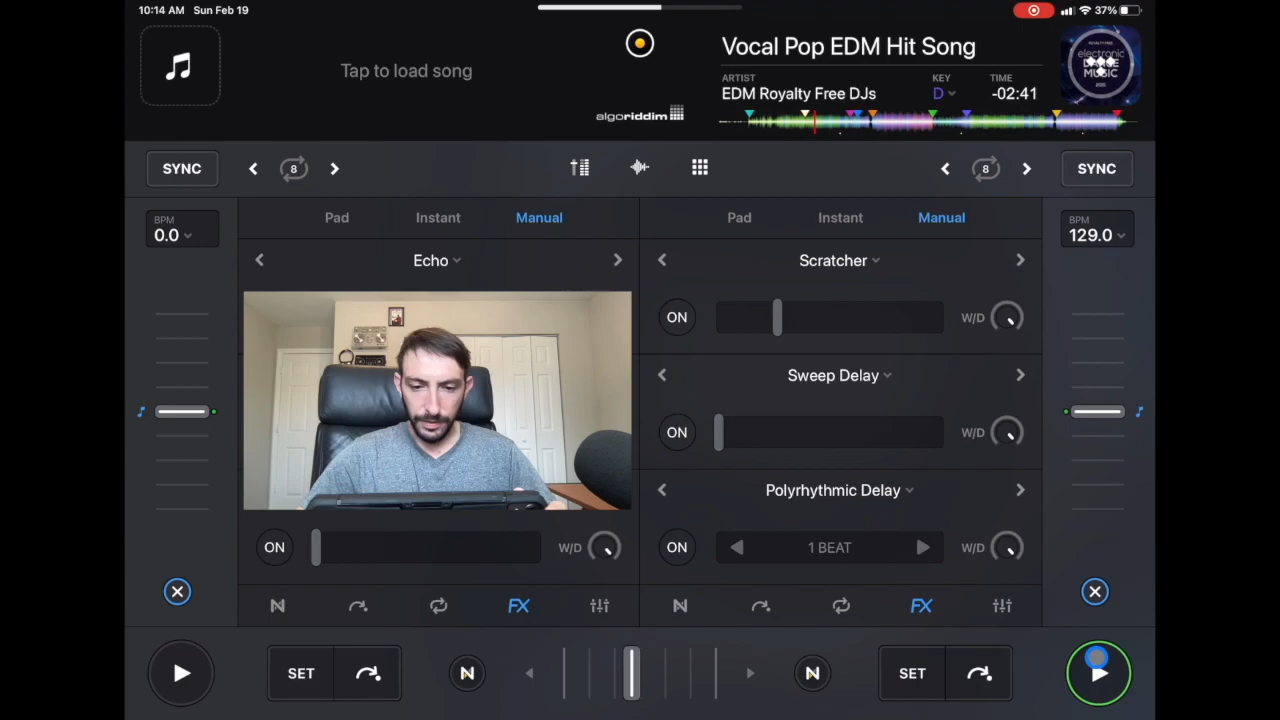 10:14 AM Sun Feb 19
37%
Tap to load song
algoriddim
Vocal Pop EDM Hit Song
ARTIST
EDM Royalty Free DJs
KEY
D
TIME
-02:41
electronic
DANCE
MUSIC
SYNC
8
8
SYNC
BPM
0.0
Pad Instant Manual
Pad Instant Manual
BPM
129.0
Echo
Scratcher
ON
W/D
Sweep Delay
ON
W/D
Polyrhythmic Delay
ON
W/D
ON
1 BEAT
W/D
FX
FX
SET
N
N
SET